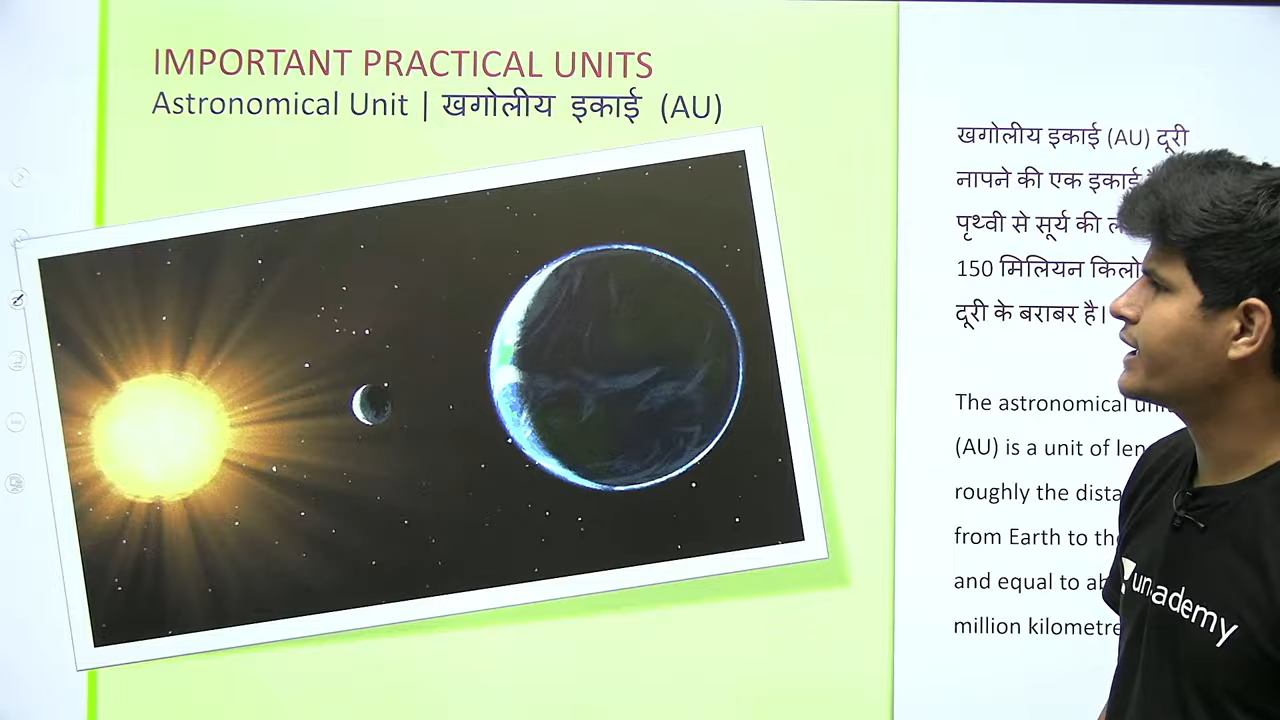 IMPORTANT PRACTICAL UNITS
Astronomical Unit | खगोलीय इकाई (AU)
खगोलीय इकाई (AU) दूरी
नापने की एक इकाई
पृथ्वी से सूर्य की
150 मिलियन
दूरी के बराबर है।
The astronomical
(AU) is a unit of
roughly the
from Earth to
and equal to
million
unacademy